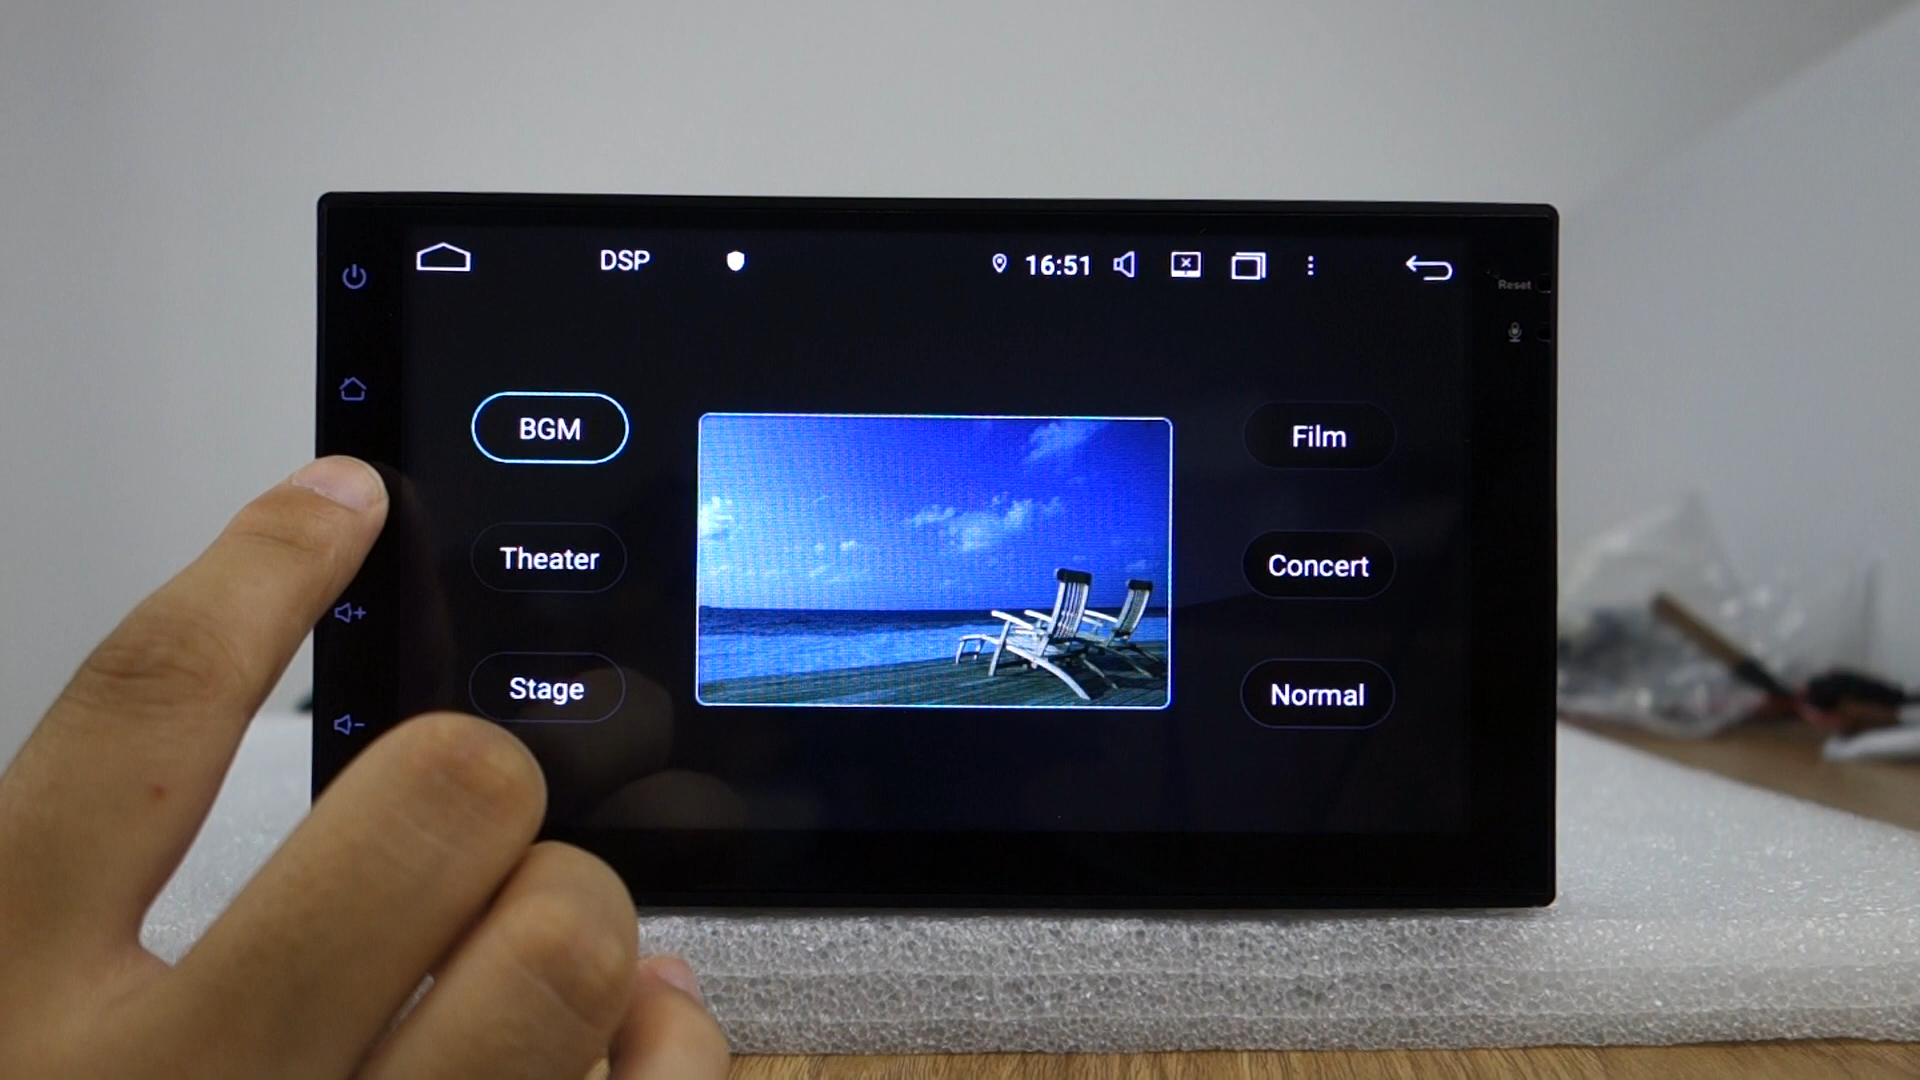 DSP 16:51
Reset
BGM
Film
Theater
Concert
Stage
Normal